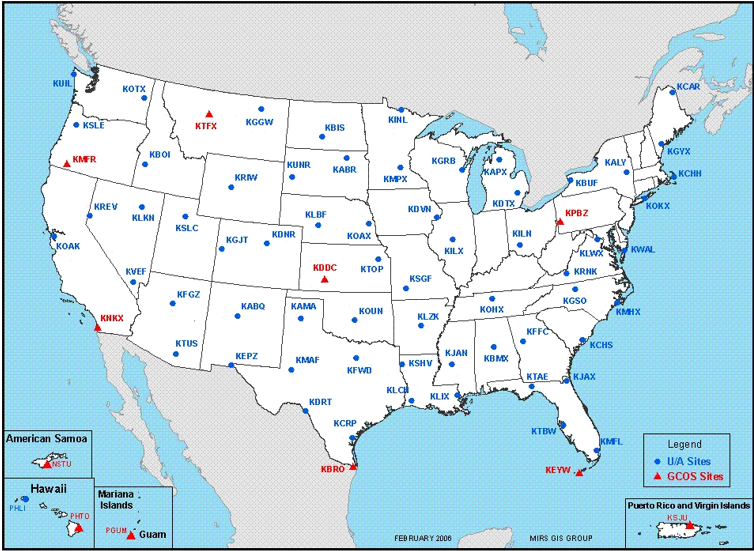 KUIL
KOTX
KTFX
KGGW
KBIS
KINL
KCAR
KSLE
KMFR
KBOI
KRIW
KUNR
KABR
KMPX
KGRB
KAPX
KALY
KGYX
KBUF
KCHH
KDTX
KOKX
KREV
KLKN
KSLC
KLBF
KOAX
KDVN
KPBZ
KOAK
KGJT
KDNR
KILX
KILN
KLWX
KWAL
KVEF
KDDC
KTOP
KSGF
KRNK
KFGZ
KABQ
KAMA
KOUN
KOHX
KGSO
KMHX
KNKX
KLZK
KFFC
KCHS
KTUS
KEPZ
KMAF
KFWD
KSHV
KJAN
KBMX
KTAE
KJAX
KDRT
KLCH
KLIX
KCRP
KTBW
KMFL
KBRO
KEYW
American Samoa
NSTU
Hawaii
PHLI
PHTO
Mariana
Islands
PGUM
Guam
Legend
U/A Sites
GCOS Sites
Puerto Rico and Virgin Islands
KSJU
FEBRUARY 2006
MIRS GIS GROUP